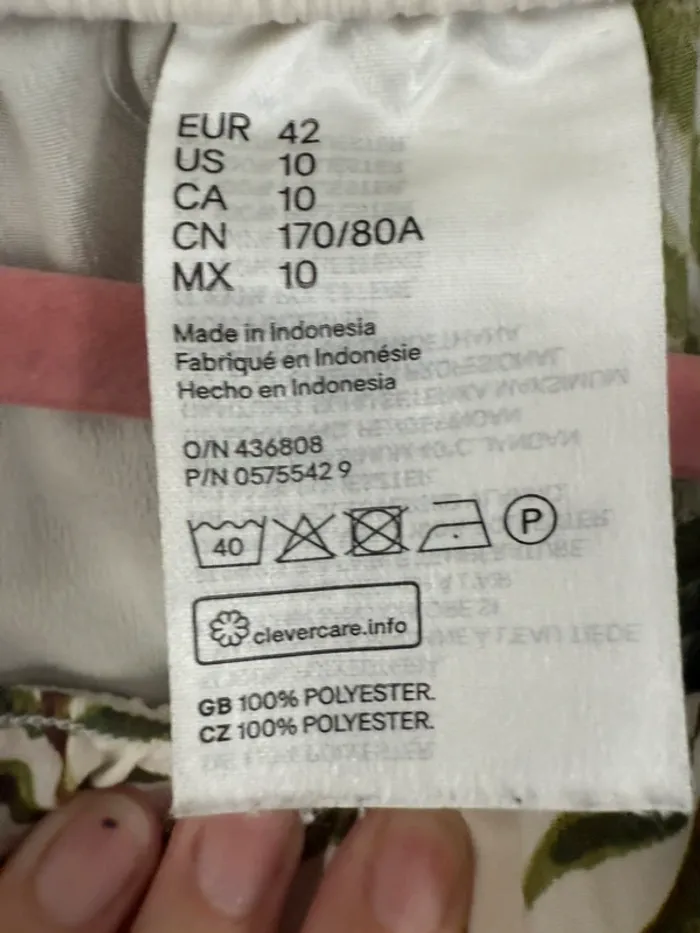 EUR 42
US 10
CA 10
CN 170/80A
MX 10
Made in Indonesia
Fabriqué en Indonésie
Hecho en Indonesia
O/N 436808
P/N 0575542 9
40
P
clevercare.info
GB 100% POLYESTER.
CZ 100% POLYESTER.